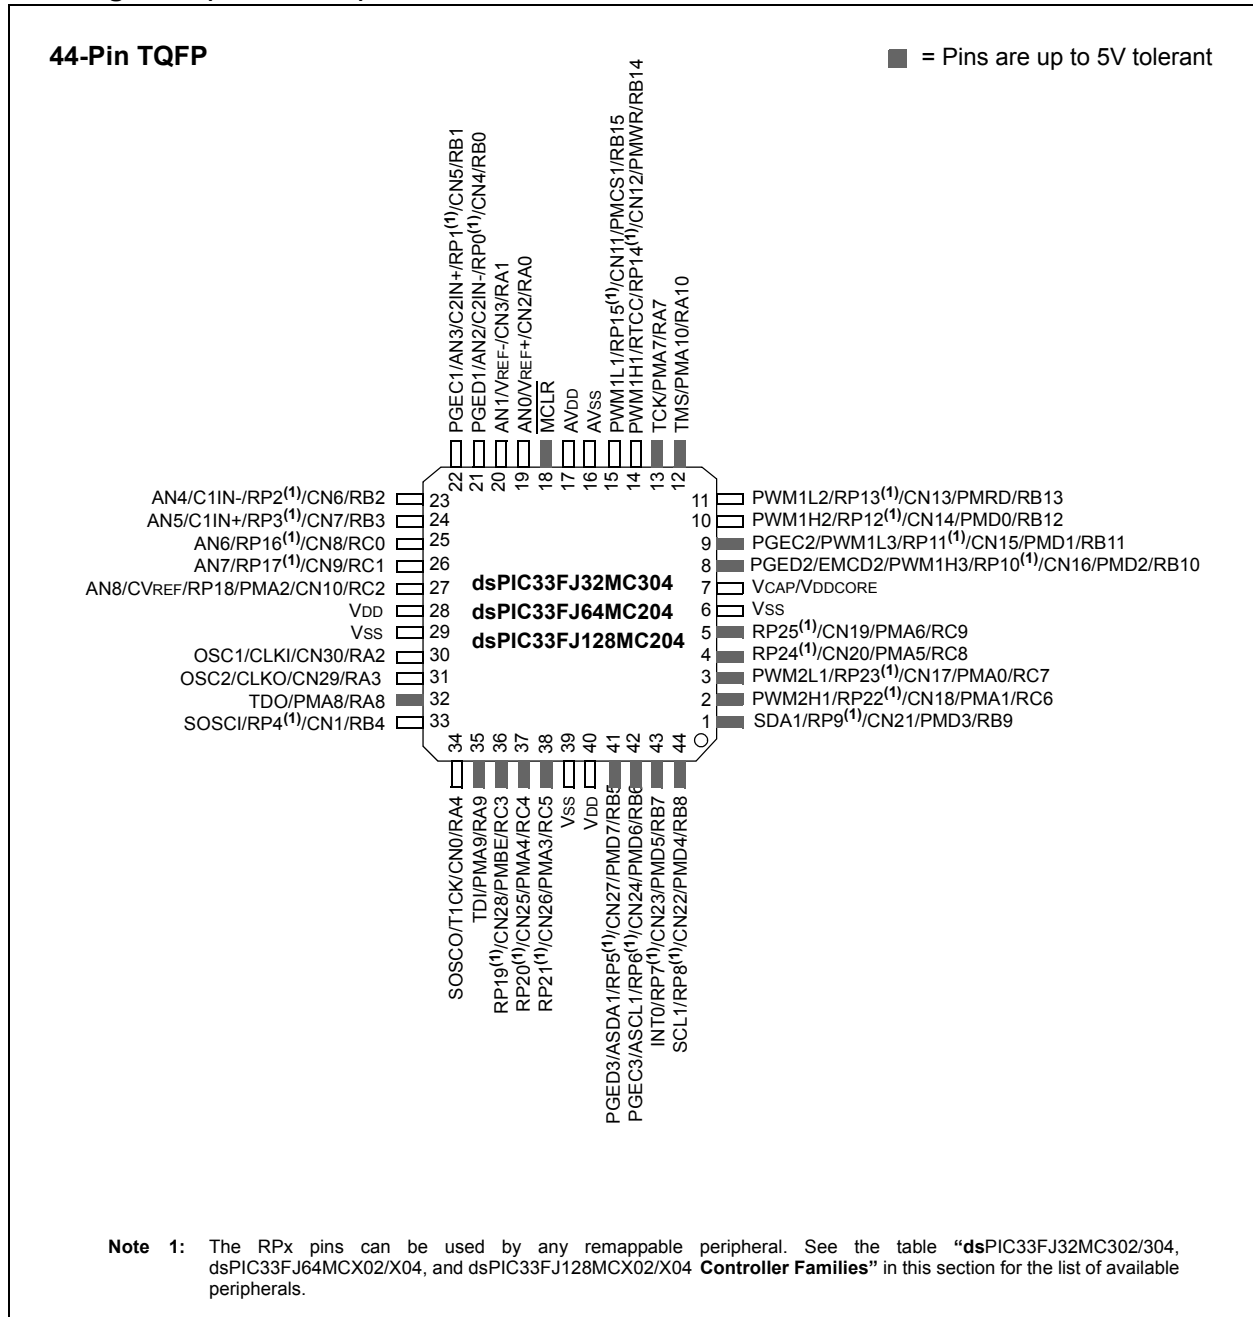 44-Pin TQFP
= Pins are up to 5V tolerant
PGEC1/AN3/C2IN+/RP1(1)/CN5/RB1
PGED1/AN2/C2IN-/RP0(1)/CN4/RB0
AN1/VREF-/CN3/RA1
AN0/VREF+/CN2/RA0
MCLR
AVDD
AVSS
PWM1L1/RP15(1)/CN11/PMCS1/RB15
PWM1H1/RTCC/RP14(1)/CN12/PMWR/RB14
TCK/PMA7/RA7
TMS/PMA10/RA10
22 21 20 19 18 17 16 15 14 13 12
AN4/C1IN-/RP2(1)/CN6/RB2 23
AN5/C1IN+/RP3(1)/CN7/RB3 24
AN6/RP16(1)/CN8/RC0 25
AN7/RP17(1)/CN9/RC1 26
AN8/CVREF/RP18/PMA2/CN10/RC2 27
VDD 28
VSS 29
OSC1/CLKI/CN30/RA2 30
OSC2/CLKO/CN29/RA3 31
TDO/PMA8/RA8 32
SOSCI/RP4(1)/CN1/RB4 33
dsPIC33FJ32MC304
dsPIC33FJ64MC204
dsPIC33FJ128MC204
11 PWM1L2/RP13(1)/CN13/PMRD/RB13
10 PWM1H2/RP12(1)/CN14/PMD0/RB12
9 PGEC2/PWM1L3/RP11(1)/CN15/PMD1/RB11
8 PGED2/EMCD2/PWM1H3/RP10(1)/CN16/PMD2/RB10
7 VCAP/VDDCORE
6 VSS
5 RP25(1)/CN19/PMA6/RC9
4 RP24(1)/CN20/PMA5/RC8
3 PWM2L1/RP23(1)/CN17/PMA0/RC7
2 PWM2H1/RP22(1)/CN18/PMA1/RC6
1 SDA1/RP9(1)/CN21/PMD3/RB9
34 35 36 37 38 39 40 41 42 43 44
SOSCO/T1CK/CN0/RA4
TDI/PMA9/RA9
RP19(1)/CN28/PMBE/RC3
RP20(1)/CN25/PMA4/RC4
RP21(1)/CN26/PMA3/RC5
VSS
VDD
PGED3/ASDA1/RP5(1)/CN27/PMD7/RB5
PGEC3/ASCL1/RP6(1)/CN24/PMD6/RB6
INT0/RP7(1)/CN23/PMD5/RB7
SCL1/RP8(1)/CN22/PMD4/RB8
Note 1: The RPx pins can be used by any remappable peripheral. See the table “dsPIC33FJ32MC302/304,
dsPIC33FJ64MCX02/X04, and dsPIC33FJ128MCX02/X04 Controller Families” in this section for the list of available
peripherals.